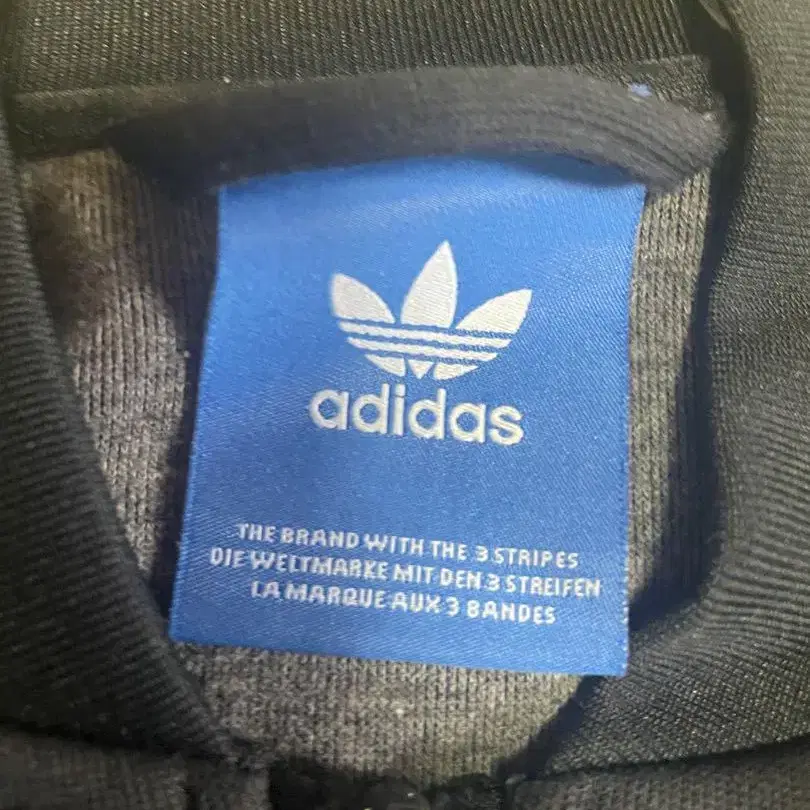 adidas
THE BRAND WITH THE 3 STRIPES
DIE WELTMARKE MIT DEN 3 STREIFEN
LA MARQUE AUX 3 BANDES